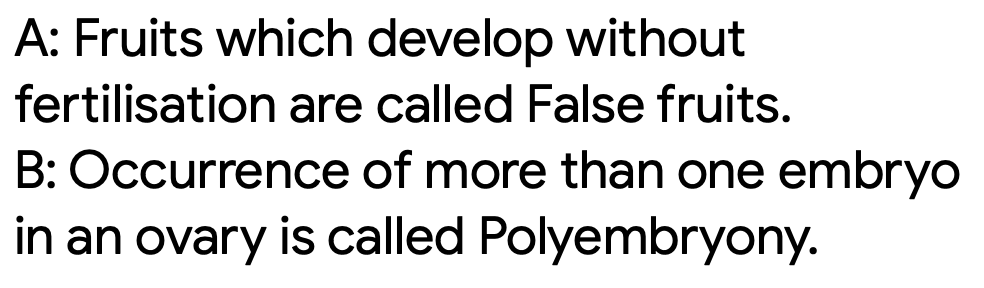 A: Fruits which develop without
fertilisation are called False fruits.
B: Occurrence of more than one embryo
in an ovary is called Polyembryony.